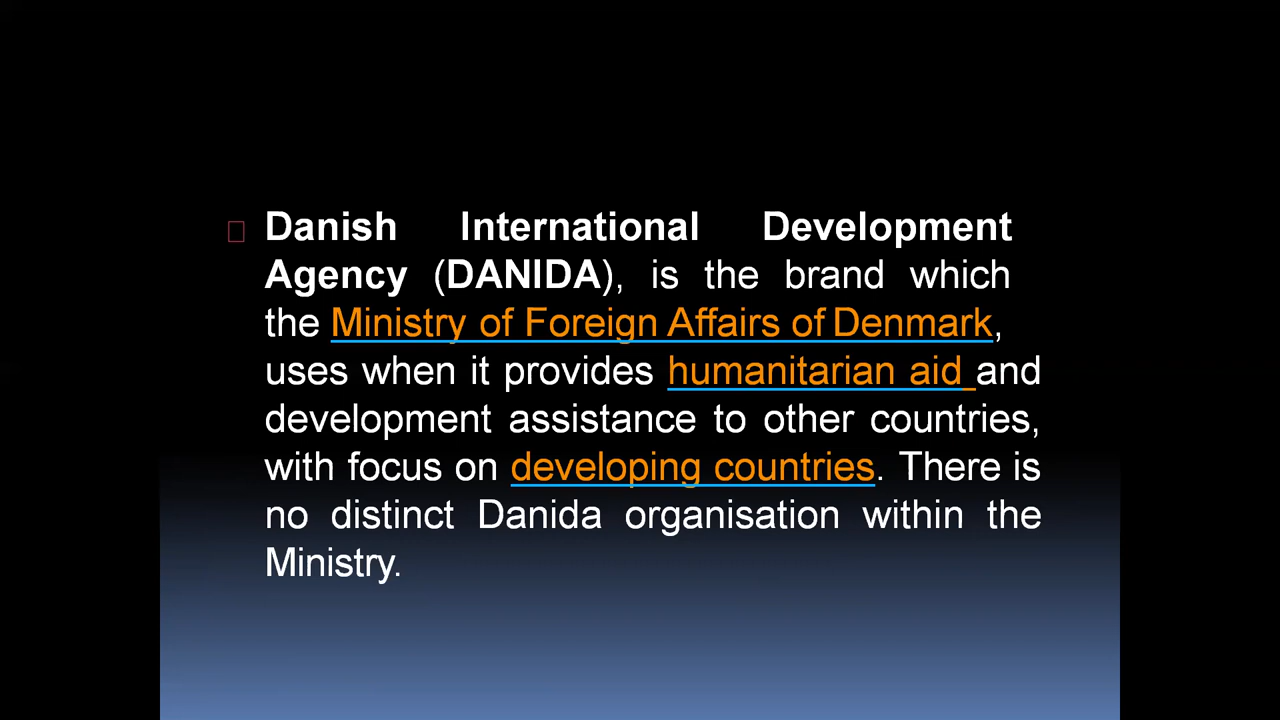 Danish International Development
Agency (DANIDA), is the brand which
the Ministry of Foreign Affairs of Denmark,
uses when it provides humanitarian aid and
development assistance to other countries,
with focus on developing countries. There is
no distinct Danida organisation within the
Ministry.